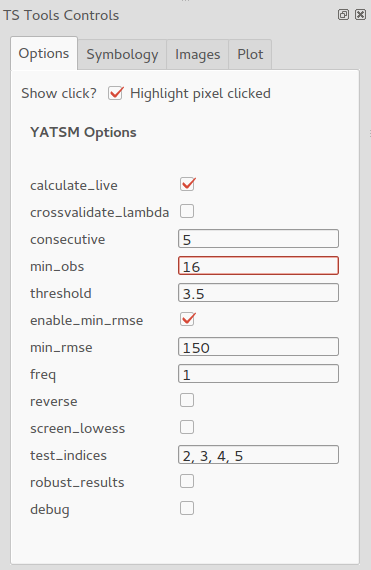 TS Tools Controls
Options Symbology Images Plot
Show click? Highlight pixel clicked
YATSM Options
calculate_live
crossvalidate_lambda
consecutive 5
min_obs 16
threshold 3.5
enable_min_rmse
min_rmse 150
freq 1
reverse
screen_lowess
test_indices 2, 3, 4, 5
robust_results
debug